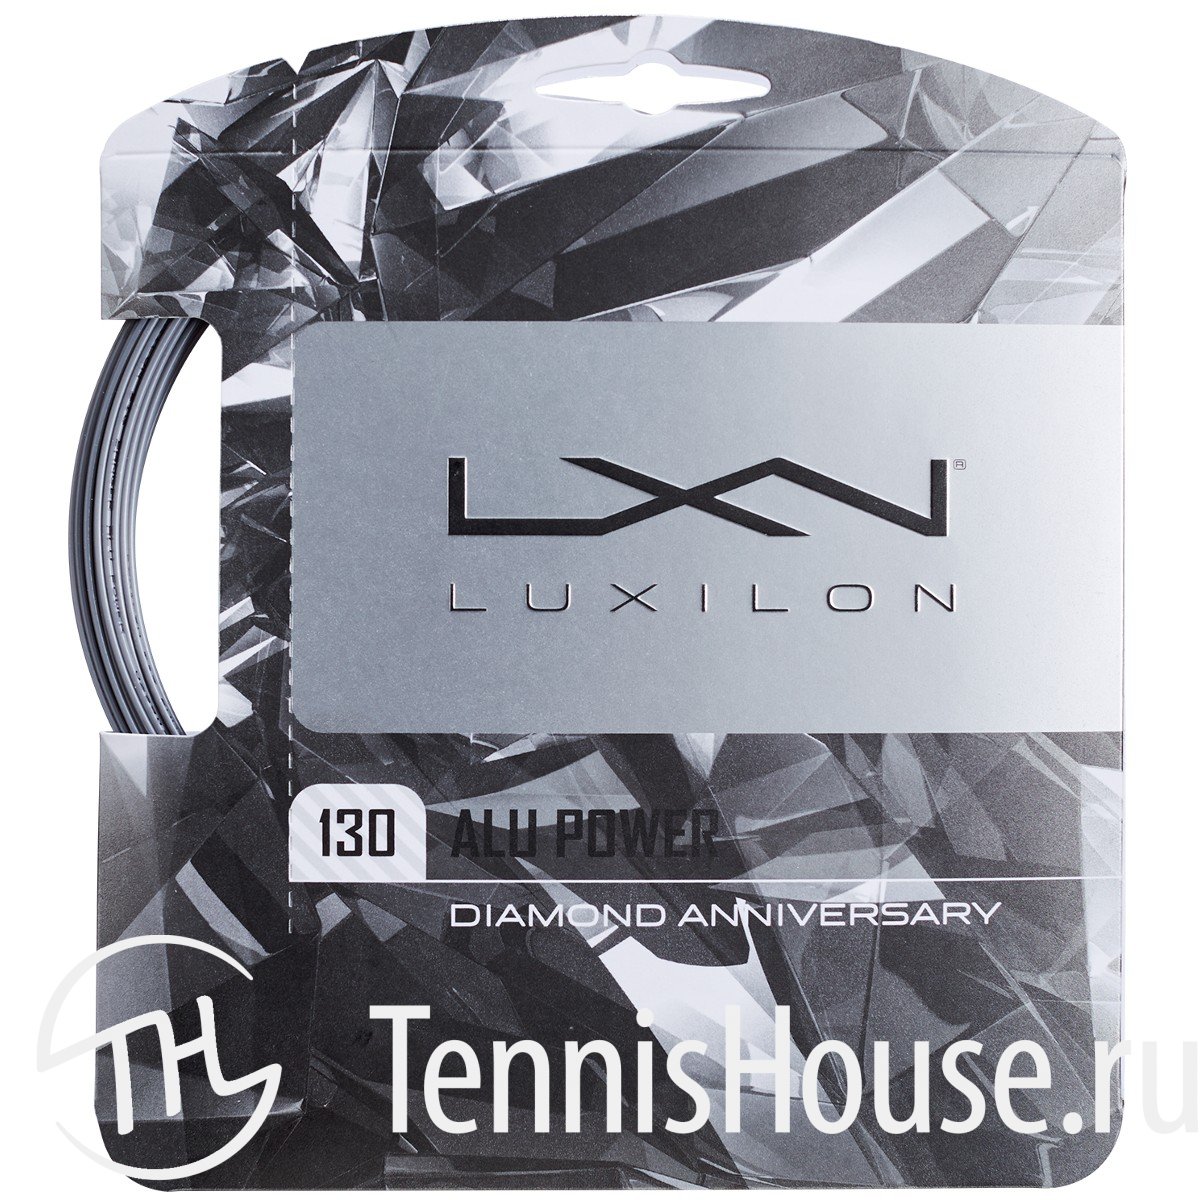 LXN®
LUXILON
130 ALU POWER
DIAMOND ANNIVERSARY
TH TennisHouse.ru